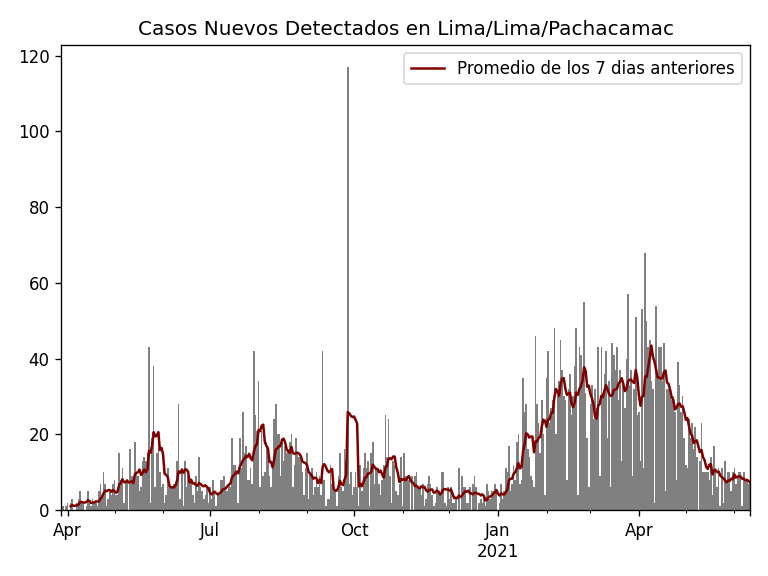 Casos Nuevos Detectados en Lima/Lima/Pachacamac
Promedio de los 7 dias anteriores
120
100
80
60
40
20
0
Apr Jul Oct Jan Apr
2021